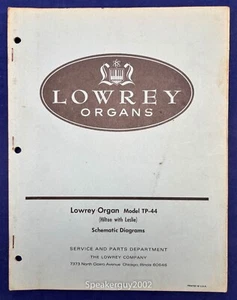 LOWREY
ORGANS
Lowrey Organ Model TP-44
(Hitae with Leslie)
Schematic Diagrams
SERVICE AND PARTS DEPARTMENT
THE LOWREY COMPANY
7373 North Cicero Avenue Chicago, Illinois 60646
Speakerguy2002